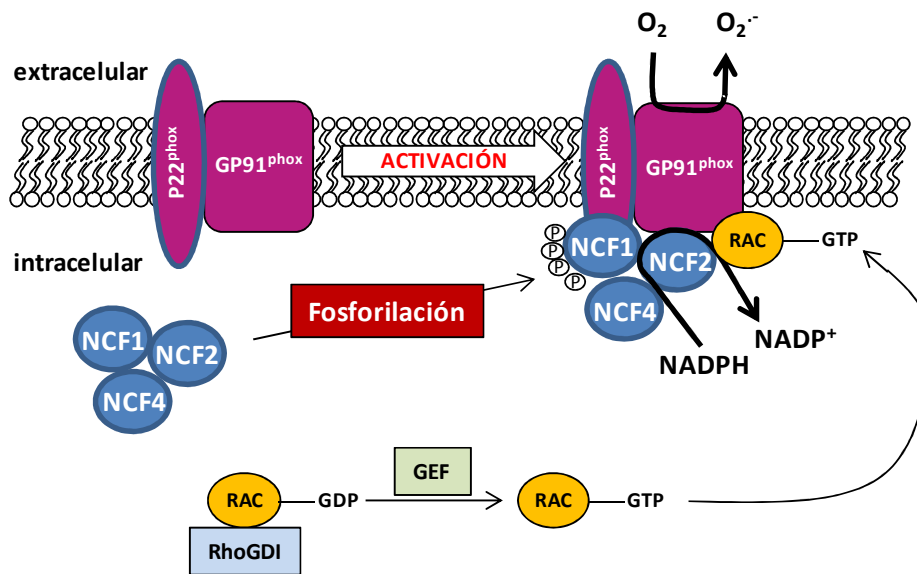 O₂ O₂·⁻
extracelular
P22ᵖʰᵒˣ
GP91ᵖʰᵒˣ
ACTIVACIÓN
P22ᵖʰᵒˣ
GP91ᵖʰᵒˣ
intracelular
P
P
P
P
NCF1
NCF2
RAC
GTP
NCF4
Fosforilación
NCF1
NCF2
NCF4
NADPH
NADP⁺
GEF
RAC
GDP
RAC
GTP
RhoGDI